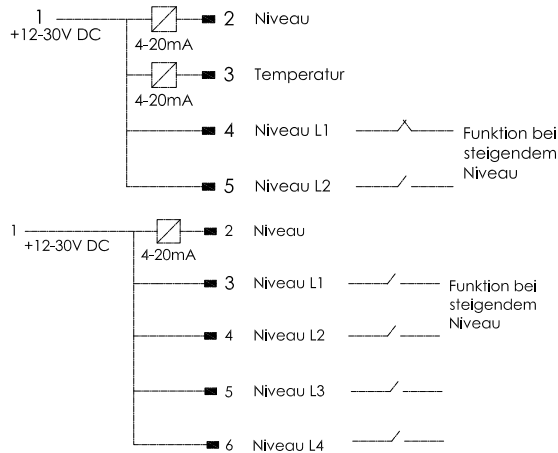 1
+12-30V DC
4-20mA
2 Niveau
4-20mA
3 Temperatur
4 Niveau L1
5 Niveau L2
Funktion bei
steigendem
Niveau
1
+12-30V DC
4-20mA
2 Niveau
3 Niveau L1
4 Niveau L2
5 Niveau L3
6 Niveau L4
Funktion bei
steigendem
Niveau